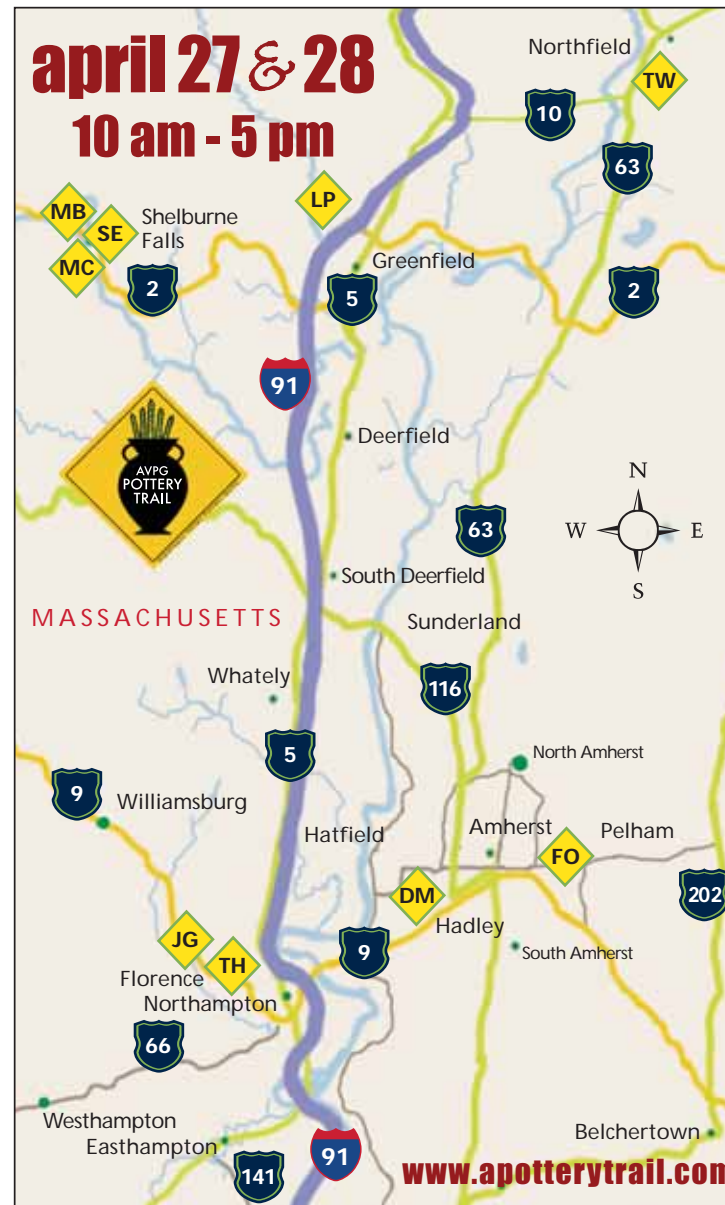 april 27 & 28
10 am - 5 pm
Northfield
TW
10
63
LP
MB
SE
Shelburne
Falls
MC
Greenfield
2
5
2
91
AVPG
POTTERY
TRAIL
Deerfield
63
N
W
E
S
South Deerfield
MASSACHUSETTS
Sunderland
Whately
116
5
North Amherst
9
Williamsburg
Hatfield
Amherst
FO
Pelham
DM
202
Hadley
JG
TH
9
South Amherst
Florence
Northampton
66
Westhampton
Easthampton
Belchertown
91
141
www.apotterytrail.com